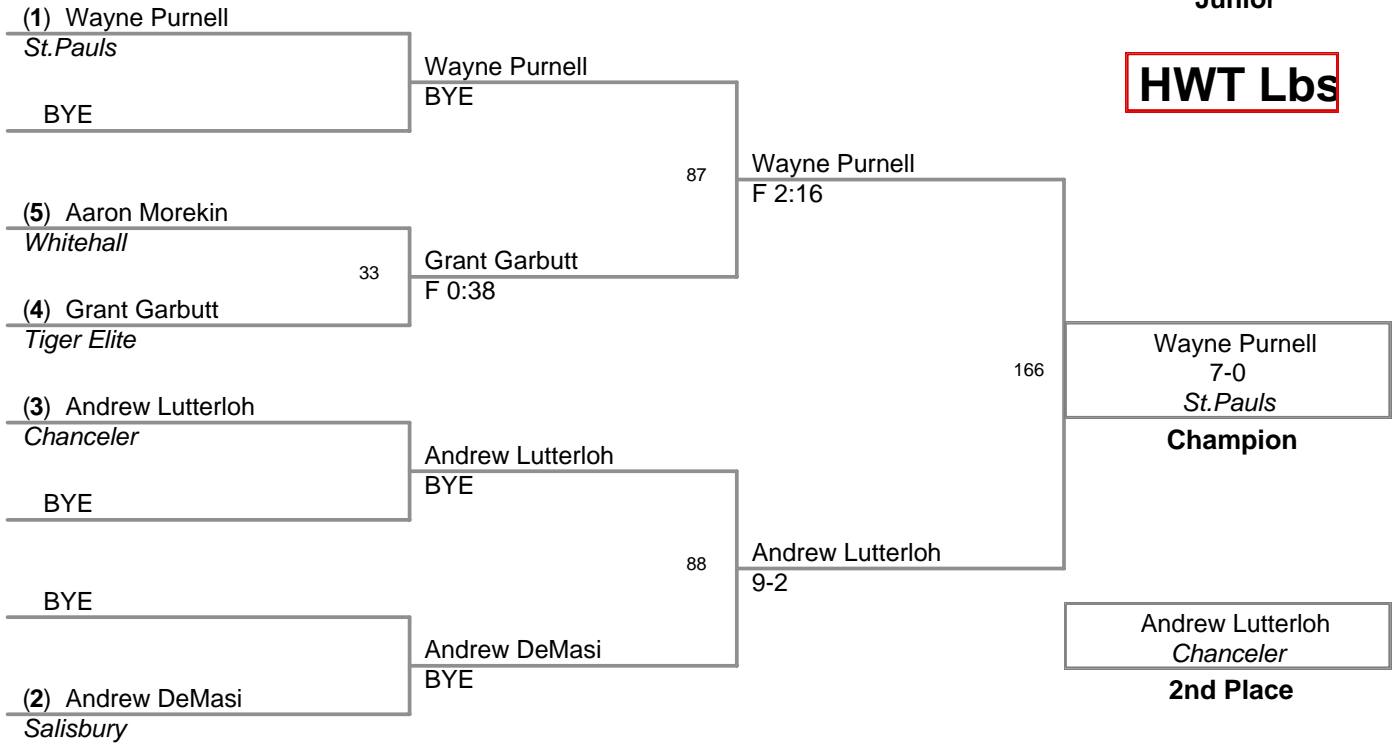 Junior
HWT Lbs
(1) Wayne Purnell
St.Pauls
BYE
(5) Aaron Morekin
Whitehall
33
(4) Grant Garbutt
Tiger Elite
(3) Andrew Lutterloh
Chanceler
BYE
BYE
(2) Andrew DeMasi
Salisbury
Wayne Purnell
BYE
87
Grant Garbutt
F 0:38
Andrew Lutterloh
BYE
88
Andrew DeMasi
BYE
Wayne Purnell
F 2:16
166
Andrew Lutterloh
9-2
Wayne Purnell
7-0
St.Pauls
Champion
Andrew Lutterloh
Chanceler
2nd Place